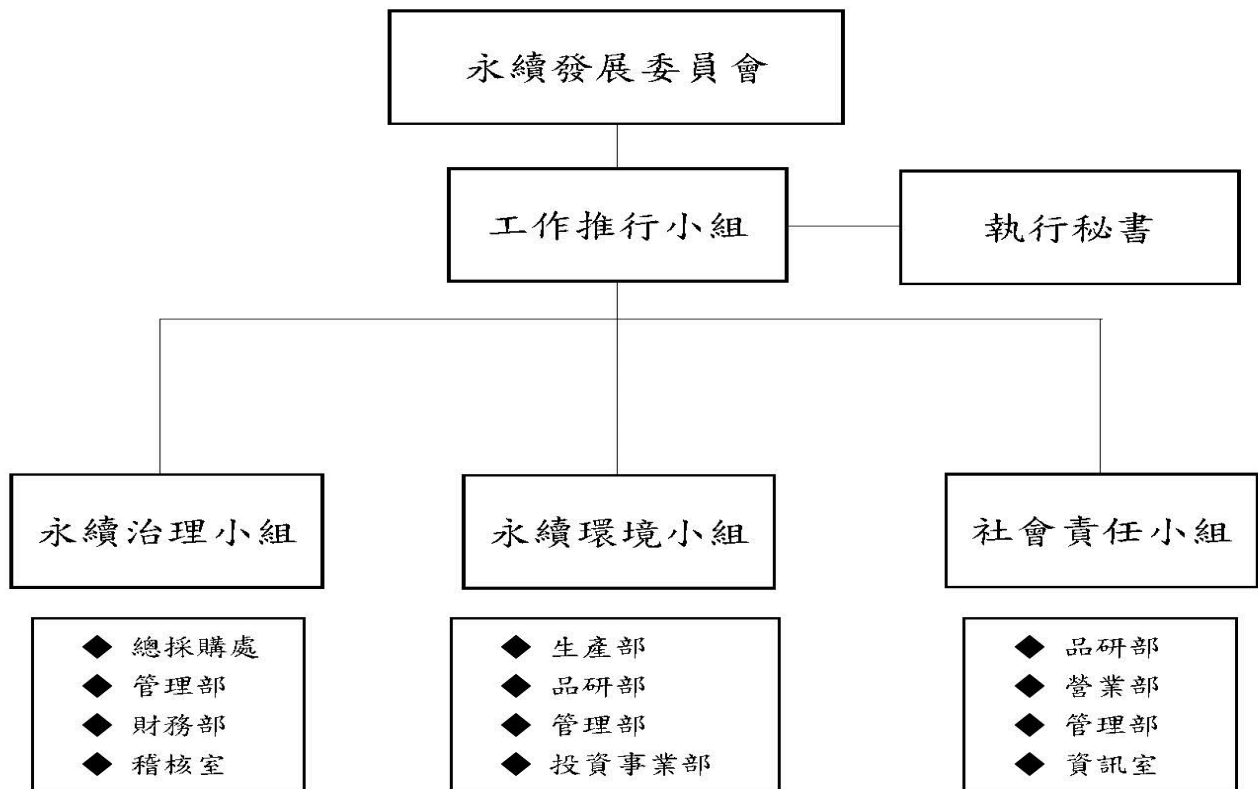 永續發展委員會
工作推行小組
執行秘書
永續治理小組
◆ 總採購處
◆ 管理部
◆ 財務部
◆ 稽核室
永續環境小組
◆ 生產部
◆ 品研部
◆ 管理部
◆ 投資事業部
社會責任小組
◆ 品研部
◆ 營業部
◆ 管理部
◆ 資訊室